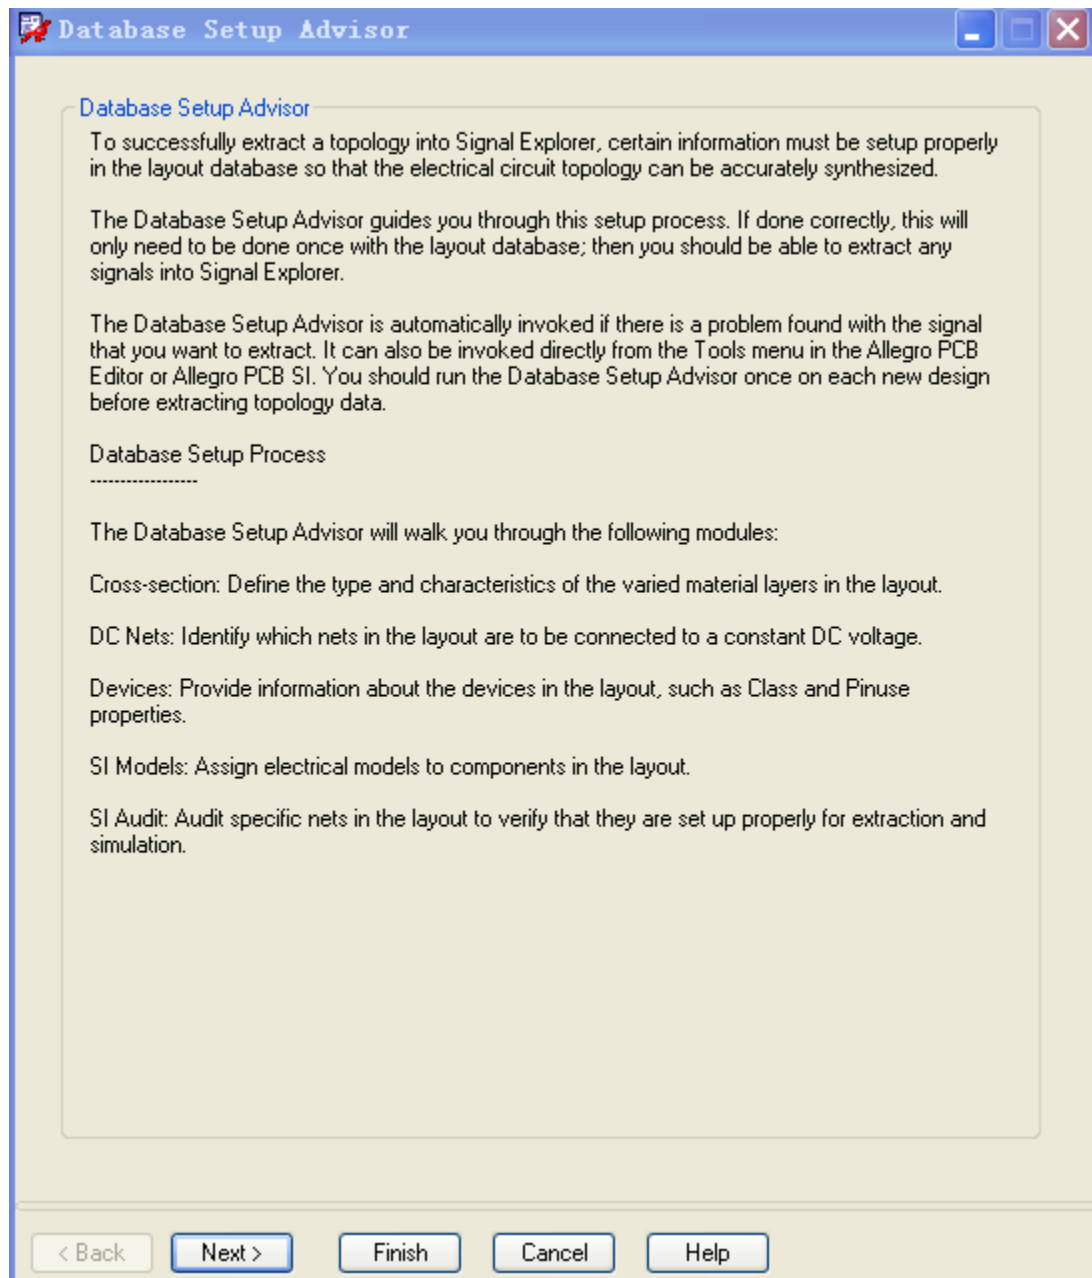 Database Setup Advisor
Database Setup Advisor
To successfully extract a topology into Signal Explorer, certain information must be setup properly
in the layout database so that the electrical circuit topology can be accurately synthesized.
The Database Setup Advisor guides you through this setup process. If done correctly, this will
only need to be done once with the layout database; then you should be able to extract any
signals into Signal Explorer.
The Database Setup Advisor is automatically invoked if there is a problem found with the signal
that you want to extract. It can also be invoked directly from the Tools menu in the Allegro PCB
Editor or Allegro PCB SI. You should run the Database Setup Advisor once on each new design
before extracting topology data.
Database Setup Process
------------------
The Database Setup Advisor will walk you through the following modules:
Cross-section: Define the type and characteristics of the varied material layers in the layout.
DC Nets: Identify which nets in the layout are to be connected to a constant DC voltage.
Devices: Provide information about the devices in the layout, such as Class and Pinuse
properties.
SI Models: Assign electrical models to components in the layout.
SI Audit: Audit specific nets in the layout to verify that they are set up properly for extraction and
simulation.
< Back Next > Finish Cancel Help